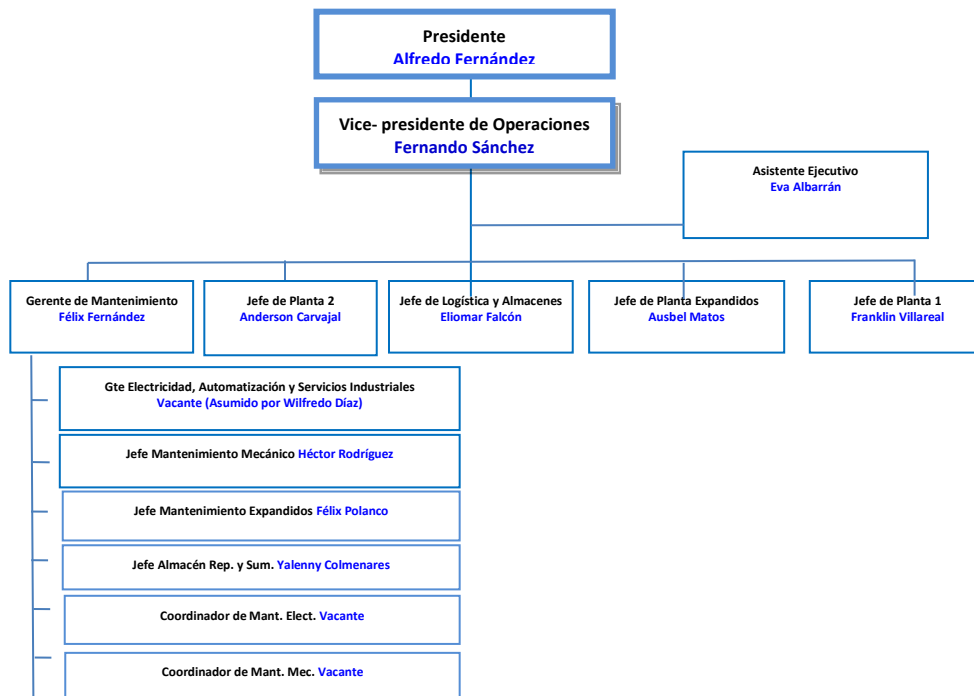 Presidente
Alfredo Fernández
Vice- presidente de Operaciones
Fernando Sánchez
Asistente Ejecutivo
Eva Albarrán
Gerente de Mantenimiento
Félix Fernández
Jefe de Planta 2
Anderson Carvajal
Jefe de Logística y Almacenes
Eliomar Falcón
Jefe de Planta Expandidos
Ausbel Matos
Jefe de Planta 1
Franklin Villareal
Gte Electricidad, Automatización y Servicios Industriales
Vacante (Asumido por Wilfredo Díaz)
Jefe Mantenimiento Mecánico Héctor Rodríguez
Jefe Mantenimiento Expandidos Félix Polanco
Jefe Almacén Rep. y Sum. Yalenny Colmenares
Coordinador de Mant. Elect. Vacante
Coordinador de Mant. Mec. Vacante